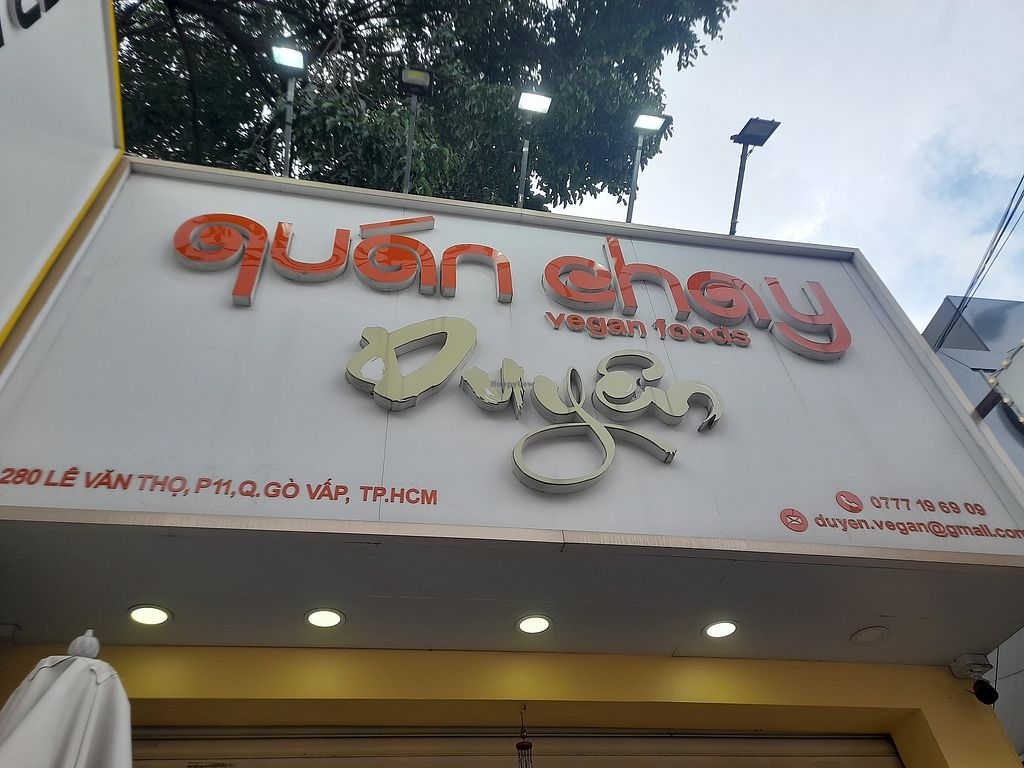 quán chay
vegan foods
Duyên
280 LÊ VĂN THỌ, P11, Q.GÒ VẤP, TP.HCM
0777 19 69 09
duyen.vegan@gmail.com